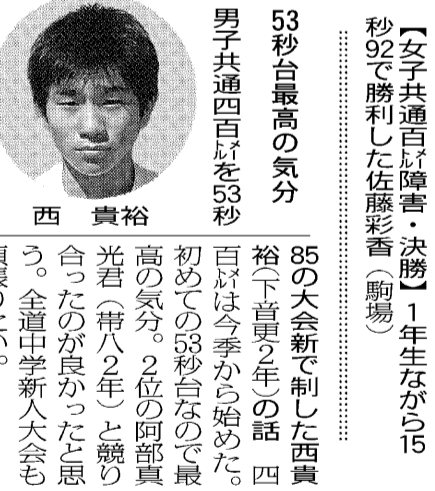 【女子共通百㍍障害・決勝】1年生ながら15
秒92で勝利した佐藤彩香(駒場)
53秒台最高の気分
男子共通四百㍍を53秒
西 貴裕
85の大会新で制した西貴
裕(下音更2年)の話 四
百㍍は今季から始めた。
初めての53秒台なので最
高の気分。2位の阿部真
光君(帯八2年)と競り
合ったのが良かったと思
う。全道中学新人大会も
頑張りたい。